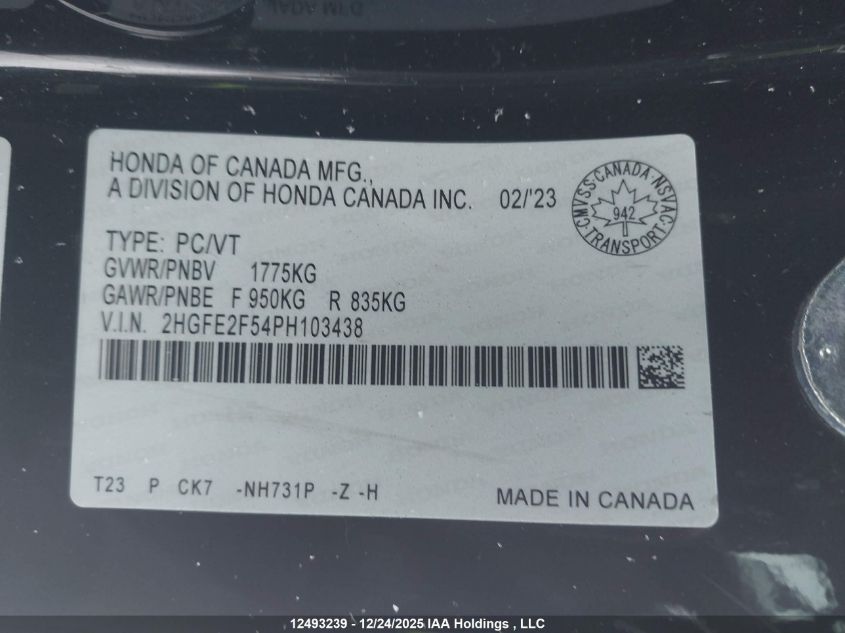 HONDA OF CANADA MFG.,
A DIVISION OF HONDA CANADA INC. 02/'23
CMVSS·CANADA·NSVAC
942
TRANSPORT
TYPE: PC/VT
GVWR/PNBV 1775KG
GAWR/PNBE F 950KG R 835KG
V.I.N. 2HGFE2F54PH103438
T23 P CK7 -NH731P -Z -H
MADE IN CANADA
12493239 - 12/24/2025 IAA Holdings , LLC